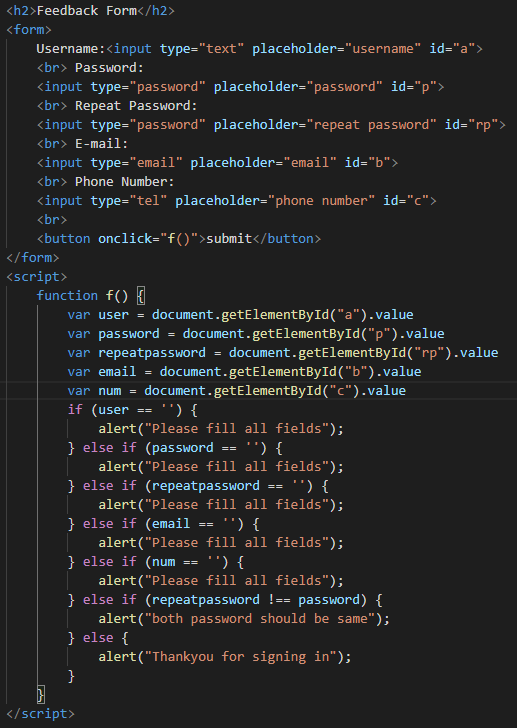 <h2>Feedback Form</h2>
<form>
    Username:<input type="text" placeholder="username" id="a">
    <br> Password:
    <input type="password" placeholder="password" id="p">
    <br> Repeat Password:
    <input type="password" placeholder="repeat password" id="rp">
    <br> E-mail:
    <input type="email" placeholder="email" id="b">
    <br> Phone Number:
    <input type="tel" placeholder="phone number" id="c">
    <br>
    <button onclick="f()">submit</button>
</form>
<script>
    function f() {
        var user = document.getElementById("a").value
        var password = document.getElementById("p").value
        var repeatpassword = document.getElementById("rp").value
        var email = document.getElementById("b").value
        var num = document.getElementById("c").value
        if (user == '') {
            alert("Please fill all fields");
        } else if (password == '') {
            alert("Please fill all fields");
        } else if (repeatpassword == '') {
            alert("Please fill all fields");
        } else if (email == '') {
            alert("Please fill all fields");
        } else if (num == '') {
            alert("Please fill all fields");
        } else if (repeatpassword !== password) {
            alert("both password should be same");
        } else {
            alert("Thankyou for signing in");
        }
    }
</script>